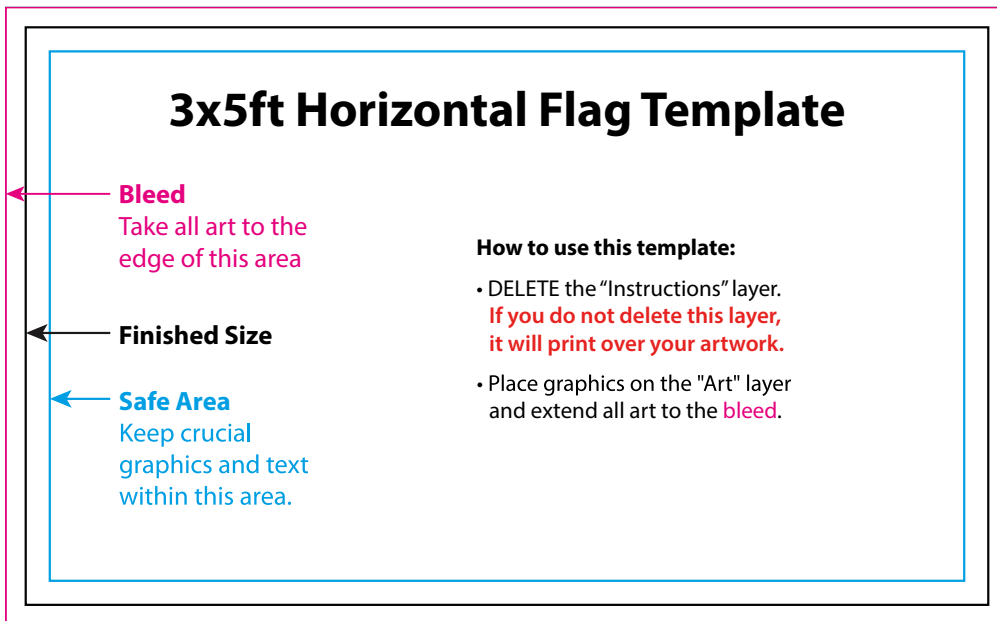 3x5ft Horizontal Flag Template
Bleed
Take all art to the
edge of this area
Finished Size
Safe Area
Keep crucial
graphics and text
within this area.
How to use this template:
• DELETE the “Instructions” layer.
If you do not delete this layer,
it will print over your artwork.
• Place graphics on the "Art" layer
and extend all art to the bleed.